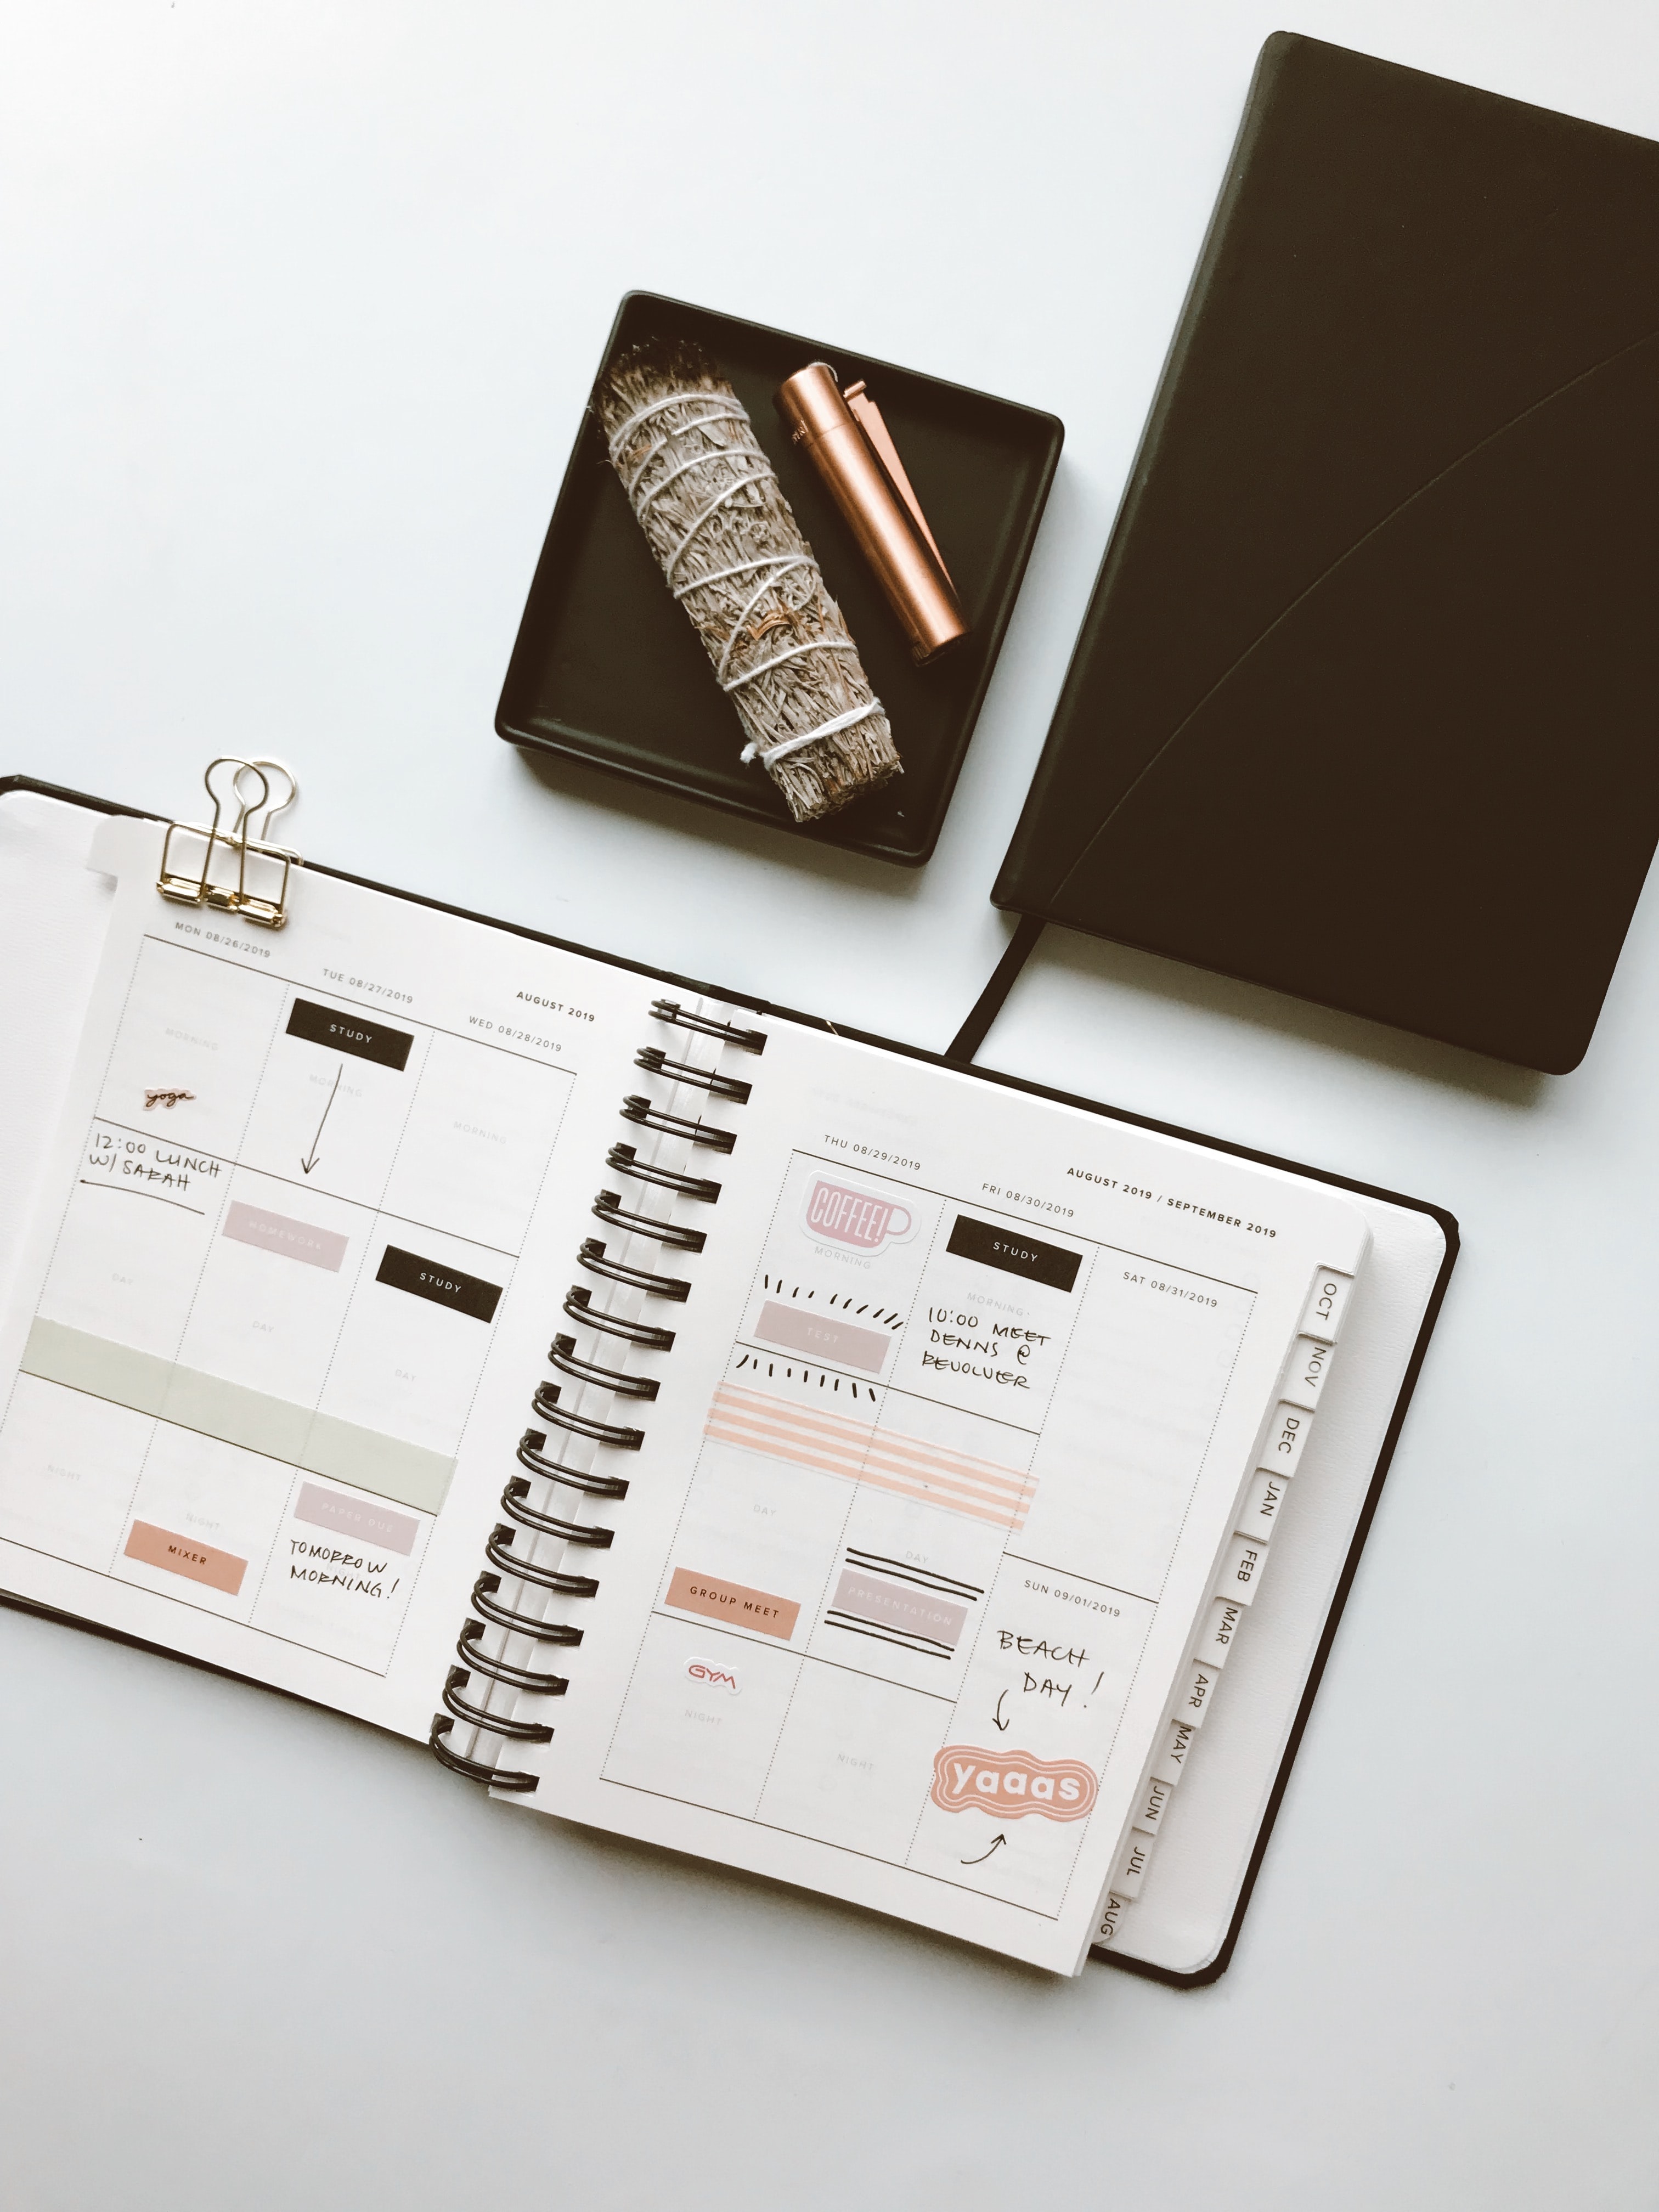 AUGUST 2019
MON 08/26/2019
MORNING
yoga
12:00 LUNCH
W/ SARAH
DAY
NIGHT
TUE 08/27/2019
STUDY
MORNING
HOMEWORK
DAY
NIGHT
MIXER
WED 08/28/2019
MORNING
STUDY
DAY
PAPER DUE
TOMORROW
MORNING!
AUGUST 2019 / SEPTEMBER 2019
THU 08/29/2019
COFFEE!
MORNING
TEST
DAY
GROUP MEET
GYM
NIGHT
FRI 08/30/2019
STUDY
MORNING
10:00 MEET
DENNS @
REVOLVER
DAY
PRESENTATION
NIGHT
SAT 08/31/2019
SUN 09/01/2019
BEACH
DAY!
yaaas
OCT
NOV
DEC
JAN
FEB
MAR
APR
MAY
JUN
JUL
AUG